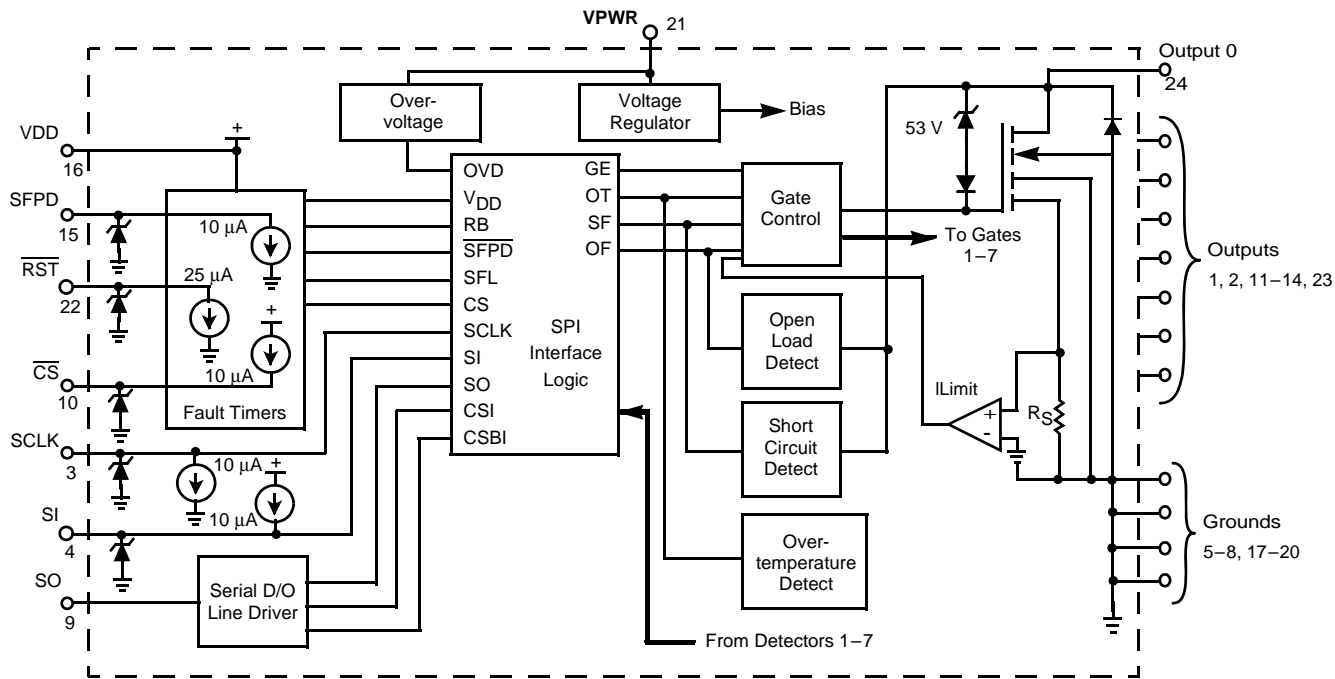 VPWR 21
Output 0
24
Over-
voltage
Voltage
Regulator
Bias
53 V
VDD
16
+
SFPD
15
10 µA
RST
22
25 µA
+
CS
10
10 µA
Fault Timers
SCLK
3
10 µA
+
SI
4
10 µA
SO
9
Serial D/O
Line Driver
OVD
VDD
RB
SFPD
SFL
CS
SCLK
SI
SO
CSI
CSBI
GE
OT
SF
OF
SPI
Interface
Logic
Gate
Control
To Gates
1–7
Open
Load
Detect
Short
Circuit
Detect
Over-
temperature
Detect
From Detectors 1–7
ILimit
+
-
RS
Outputs
1, 2, 11–14, 23
Grounds
5–8, 17–20